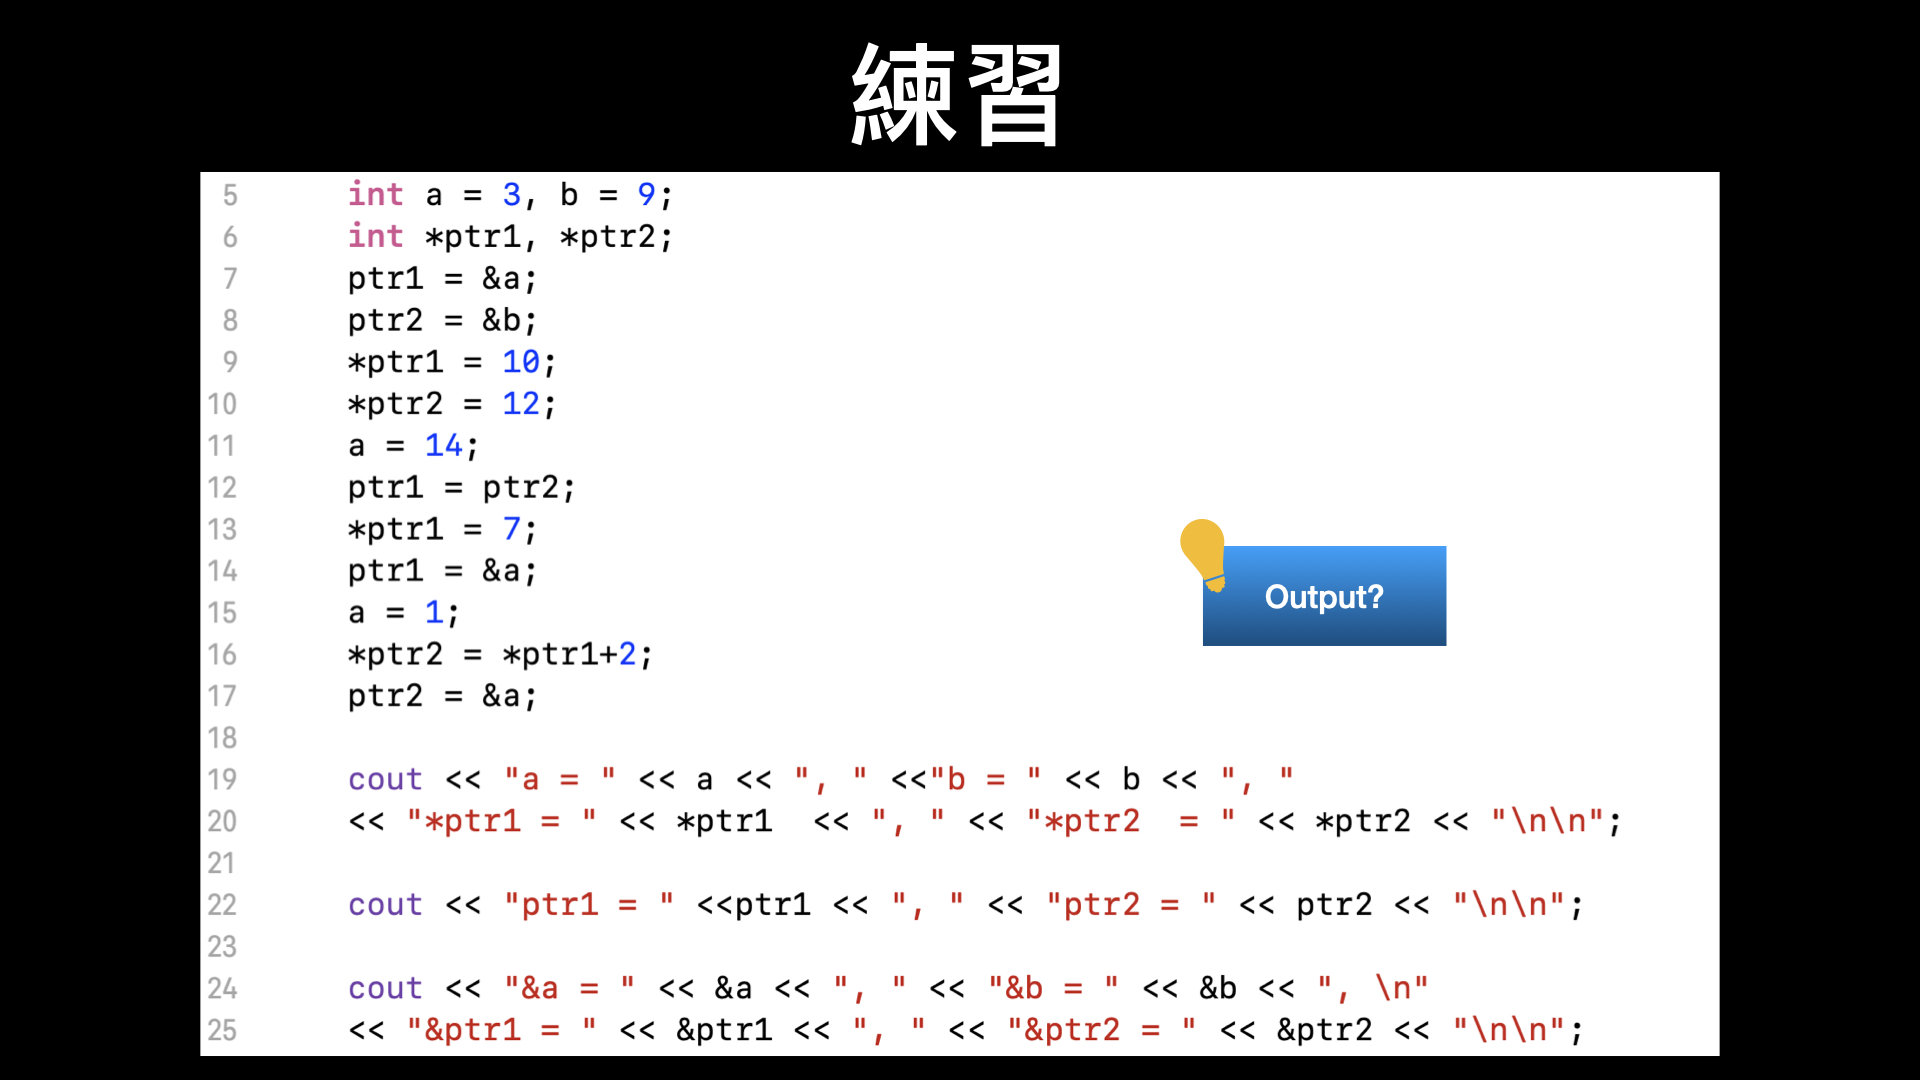 練習
5 int a = 3, b = 9;
6 int *ptr1, *ptr2;
7 ptr1 = &a;
8 ptr2 = &b;
9 *ptr1 = 10;
10 *ptr2 = 12;
11 a = 14;
12 ptr1 = ptr2;
13 *ptr1 = 7;
14 ptr1 = &a;
15 a = 1;
16 *ptr2 = *ptr1+2;
17 ptr2 = &a;
18
19 cout << "a = " << a << ", " <<"b = " << b << ", "
20 << "*ptr1 = " << *ptr1  << ", " << "*ptr2  = " << *ptr2 << "\n\n";
21
22 cout << "ptr1 = " <<ptr1 << ", " << "ptr2 = " << ptr2 << "\n\n";
23
24 cout << "&a = " << &a << ", " << "&b = " << &b << ", \n"
25 << "&ptr1 = " << &ptr1 << ", " << "&ptr2 = " << &ptr2 << "\n\n";
Output?